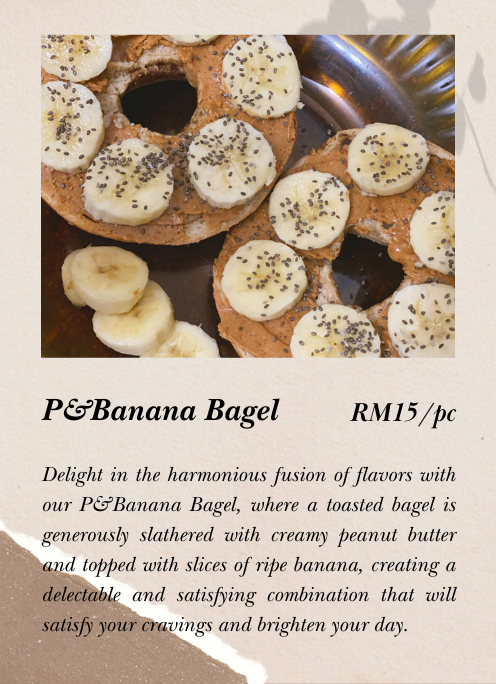 P&Banana Bagel RM15/pc
Delight in the harmonious fusion of flavors with
our P&Banana Bagel, where a toasted bagel is
generously slathered with creamy peanut butter
and topped with slices of ripe banana, creating a
delectable and satisfying combination that will
satisfy your cravings and brighten your day.